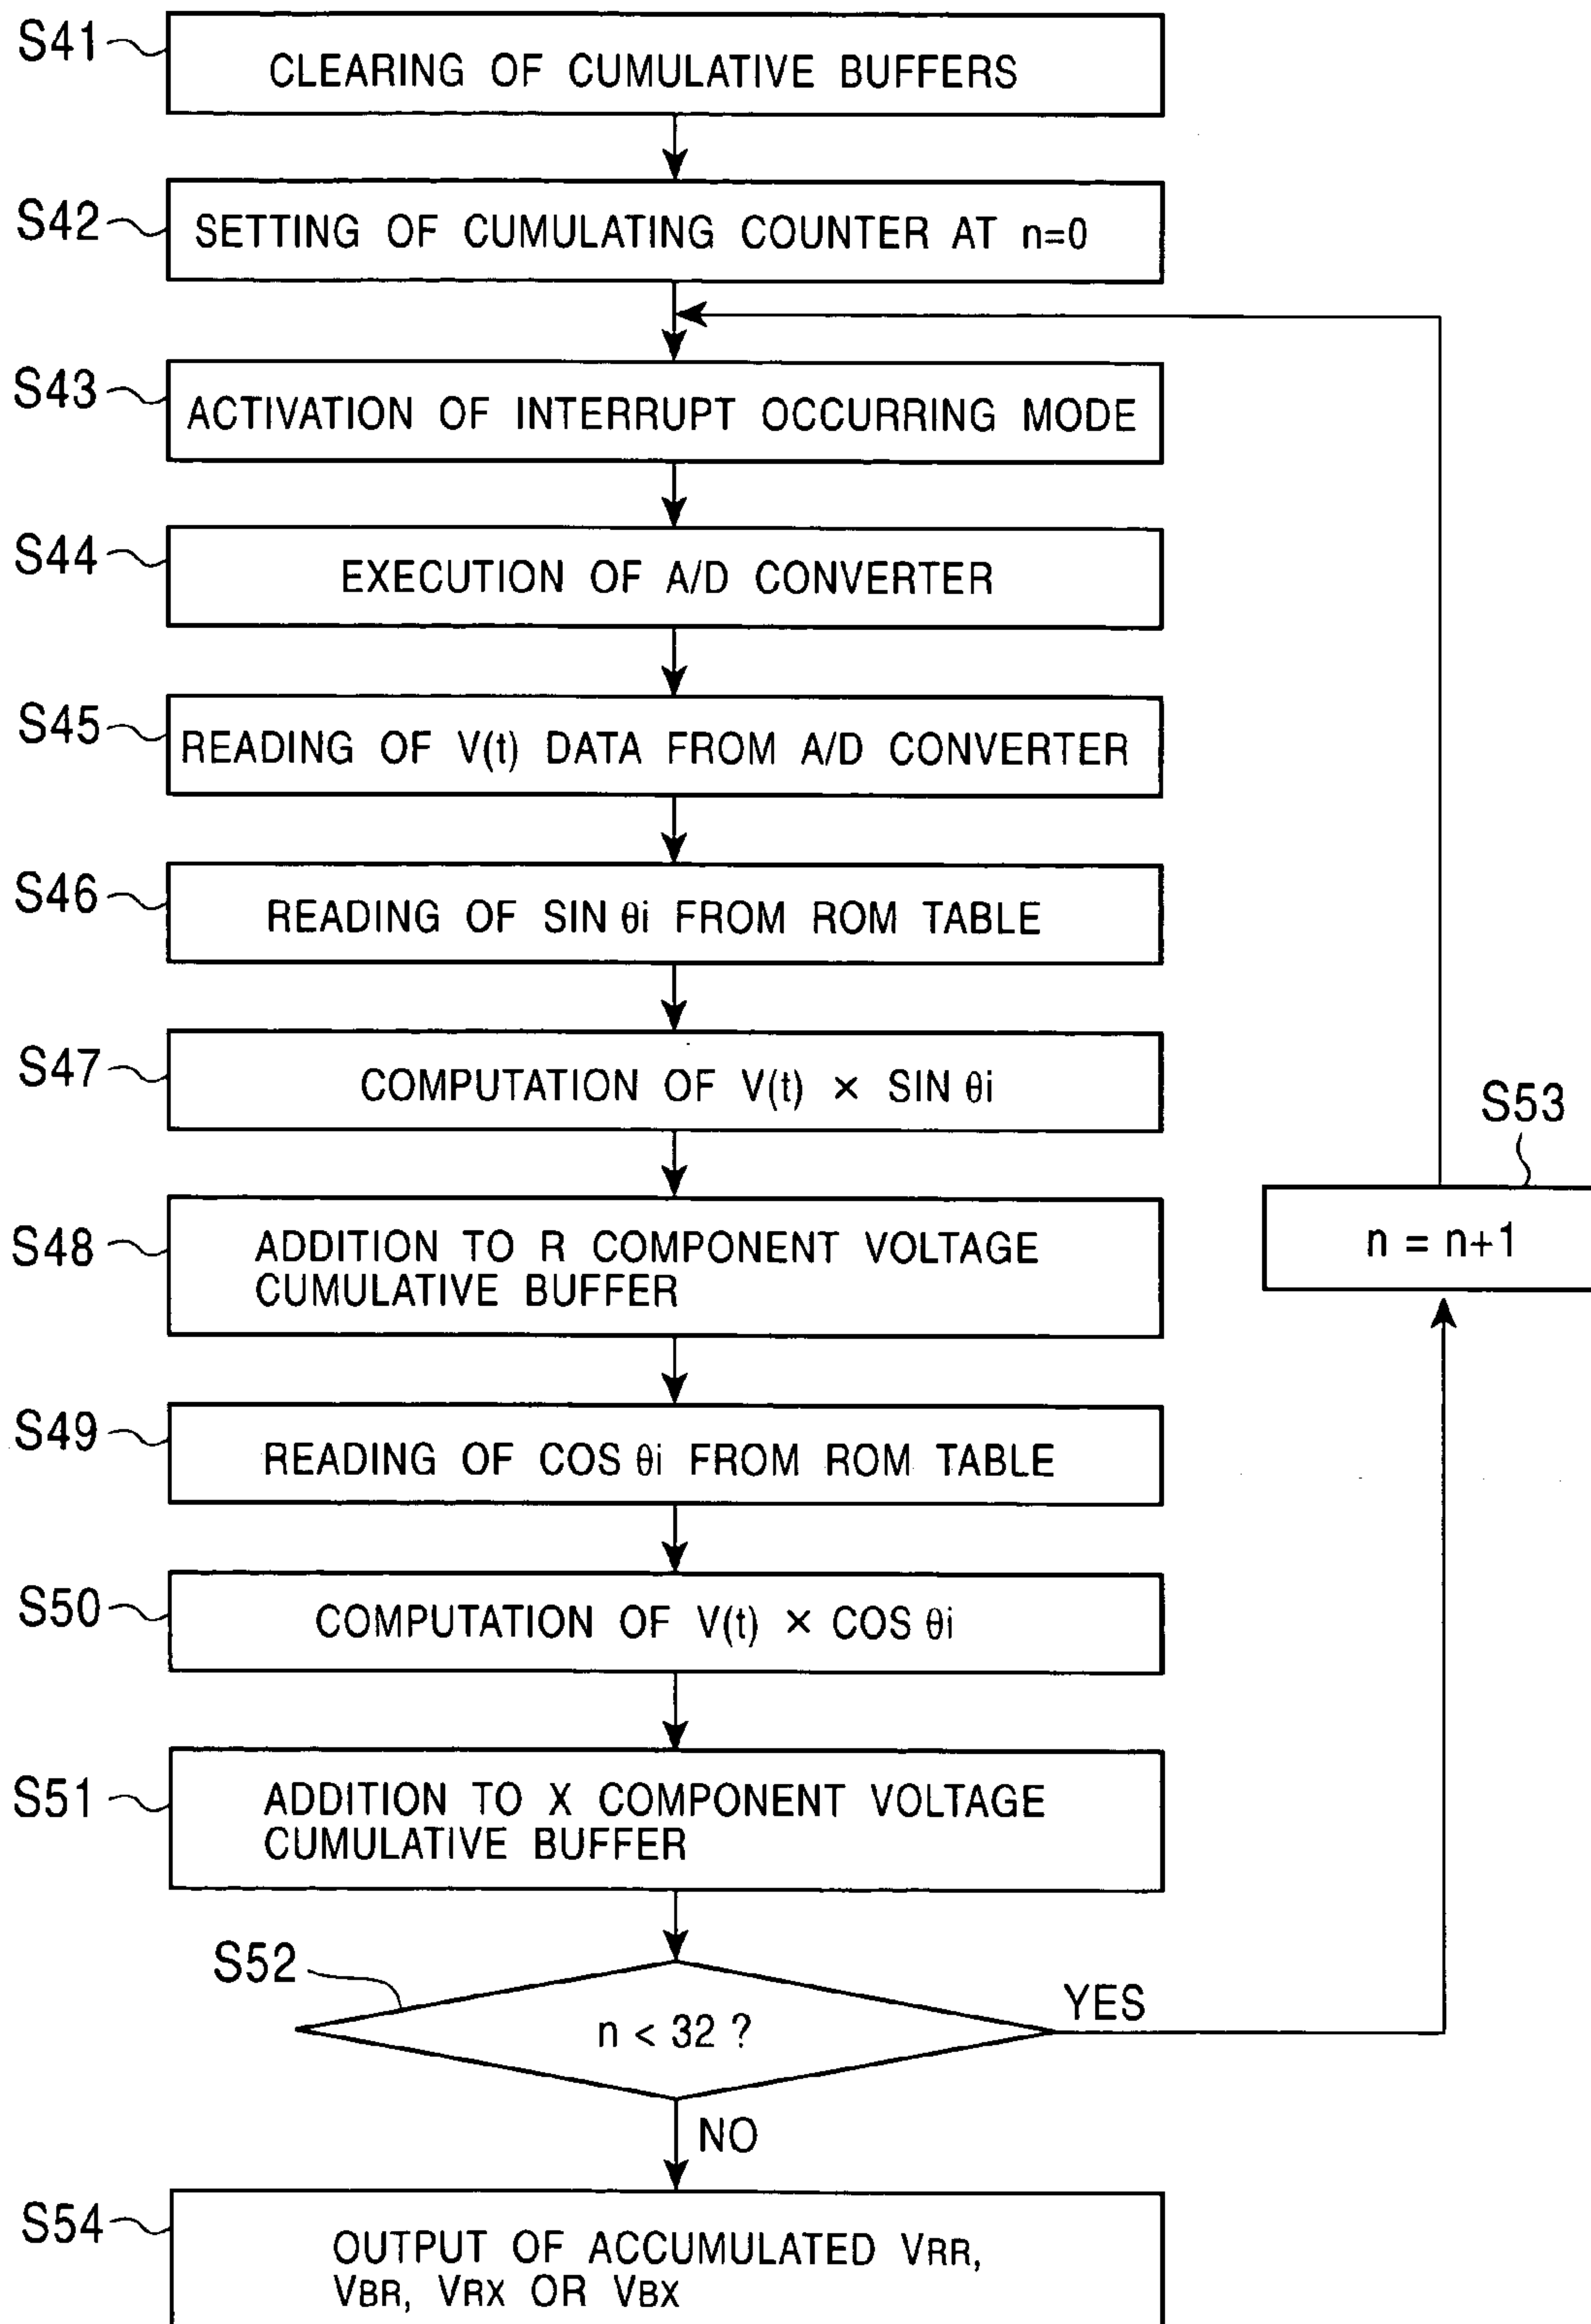 S41
CLEARING OF CUMULATIVE BUFFERS
S42
SETTING OF CUMULATING COUNTER AT n=0
S43
ACTIVATION OF INTERRUPT OCCURRING MODE
S44
EXECUTION OF A/D CONVERTER
S45
READING OF V(t) DATA FROM A/D CONVERTER
S46
READING OF SIN θi FROM ROM TABLE
S47
COMPUTATION OF V(t) × SIN θi
S53
n = n+1
S48
ADDITION TO R COMPONENT VOLTAGE
CUMULATIVE BUFFER
S49
READING OF COS θi FROM ROM TABLE
S50
COMPUTATION OF V(t) × COS θi
S51
ADDITION TO X COMPONENT VOLTAGE
CUMULATIVE BUFFER
S52
n < 32 ?
YES
NO
S54
OUTPUT OF ACCUMULATED VRR,
VBR, VRX OR VBX